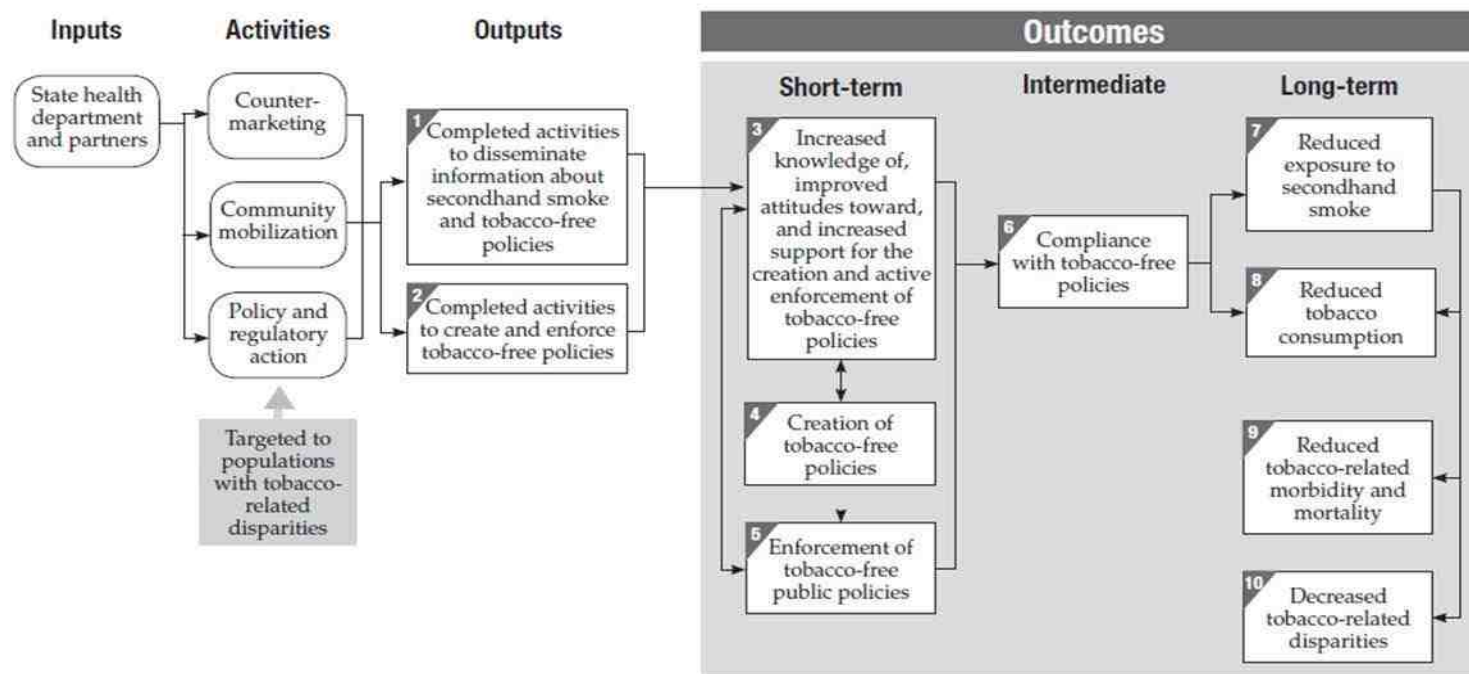 Inputs
Activities
Outputs
Outcomes
Short-term
Intermediate
Long-term
State health
department
and partners
Counter-
marketing
Community
mobilization
Policy and
regulatory
action
Targeted to
populations
with tobacco-
related
disparities
1
Completed activities
to disseminate
information about
secondhand smoke
and tobacco-free
policies
2
Completed activities
to create and enforce
tobacco-free policies
3
Increased
knowledge of,
improved
attitudes toward,
and increased
support for the
creation and active
enforcement of
tobacco-free
policies
4
Creation of
tobacco-free
policies
5
Enforcement of
tobacco-free
public policies
6
Compliance
with tobacco-free
policies
7
Reduced
exposure to
secondhand
smoke
8
Reduced
tobacco
consumption
9
Reduced
tobacco-related
morbidity and
mortality
10
Decreased
tobacco-related
disparities